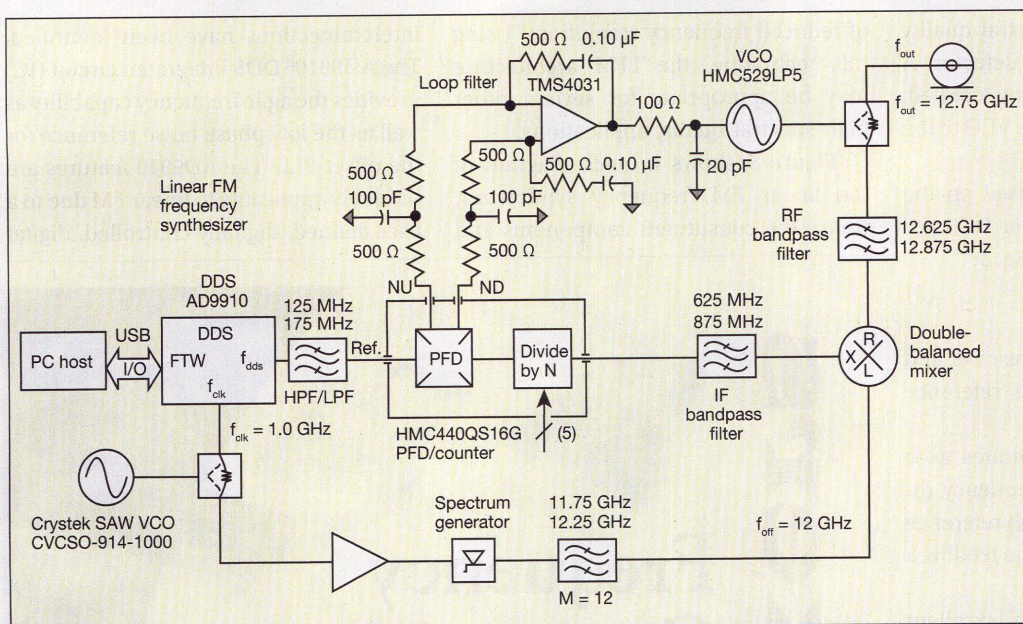 500 Ω 0.10 μF
TMS4031
Loop filter
VCO
HMC529LP5
f_out
f_out = 12.75 GHz
100 Ω
20 pF
500 Ω
500 Ω 0.10 μF
500 Ω
100 pF
100 pF
500 Ω
500 Ω
Linear FM
frequency
synthesizer
RF
bandpass
filter
12.625 GHz
12.875 GHz
NU
ND
DDS
AD9910
125 MHz
175 MHz
625 MHz
875 MHz
PC host
USB
I/O
DDS
FTW
f_dds
f_clk
Ref.
HPF/LPF
PFD
Divide
by N
IF
bandpass
filter
R
X
L
Double-
balanced
mixer
f_clk = 1.0 GHz
HMC440QS16G
PFD/counter
(5)
Crystek SAW VCO
CVCSO-914-1000
Spectrum
generator
11.75 GHz
12.25 GHz
f_off = 12 GHz
M = 12